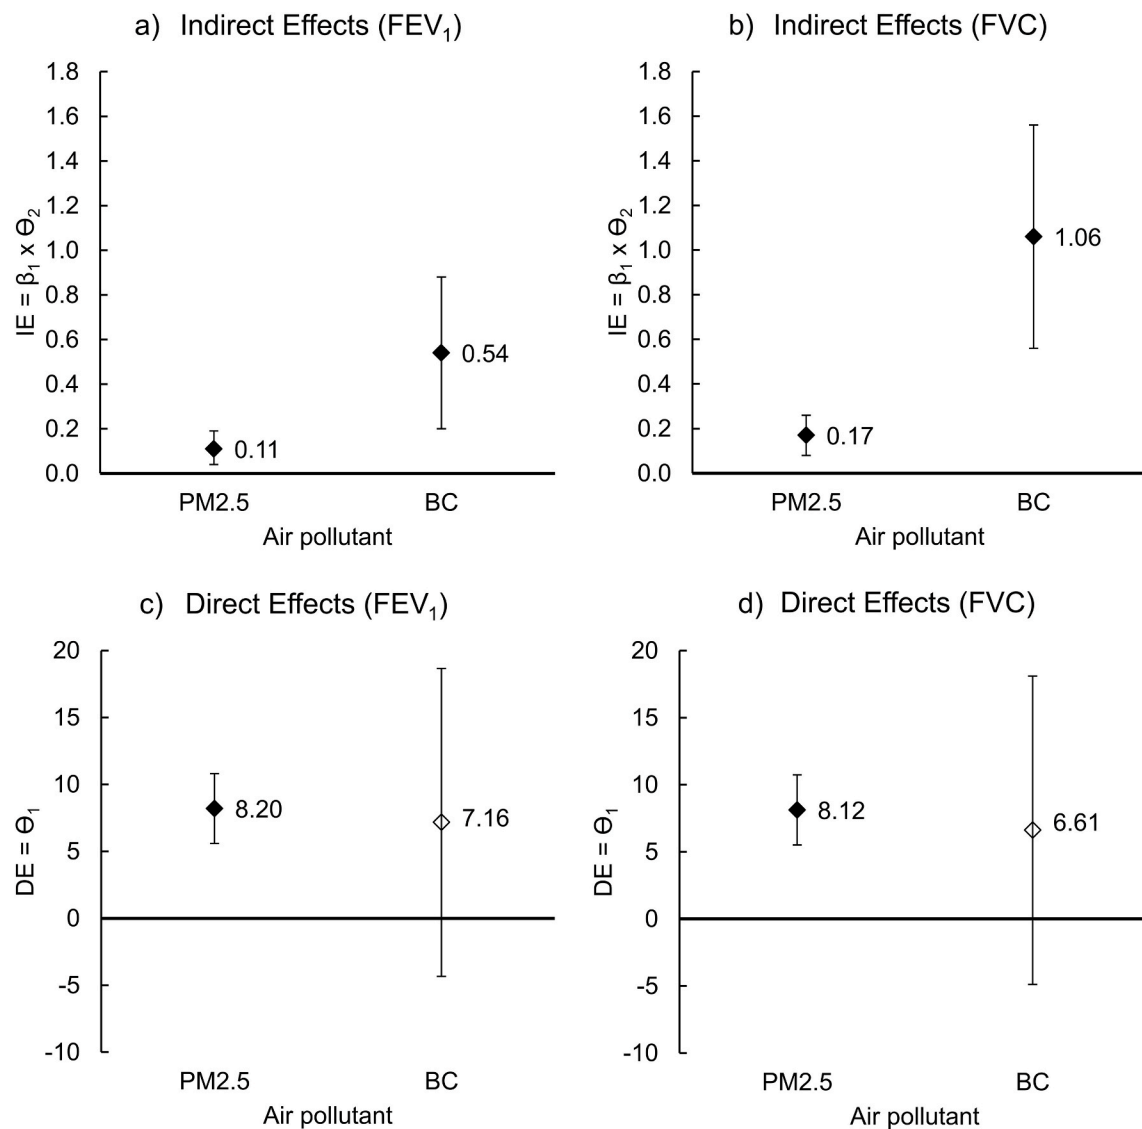 a) Indirect Effects (FEV₁)
1.8
1.6
1.4
1.2
1.0
0.8
0.6
0.4
0.2
0.0
IE = β₁ x Θ₂
0.11
0.54
PM2.5 BC
Air pollutant
b) Indirect Effects (FVC)
1.8
1.6
1.4
1.2
1.0
0.8
0.6
0.4
0.2
0.0
IE = β₁ x Θ₂
0.17
1.06
PM2.5 BC
Air pollutant
c) Direct Effects (FEV₁)
20
15
10
5
0
-5
-10
DE = Θ₁
8.20
7.16
PM2.5 BC
Air pollutant
d) Direct Effects (FVC)
20
15
10
5
0
-5
-10
DE = Θ₁
8.12
6.61
PM2.5 BC
Air pollutant